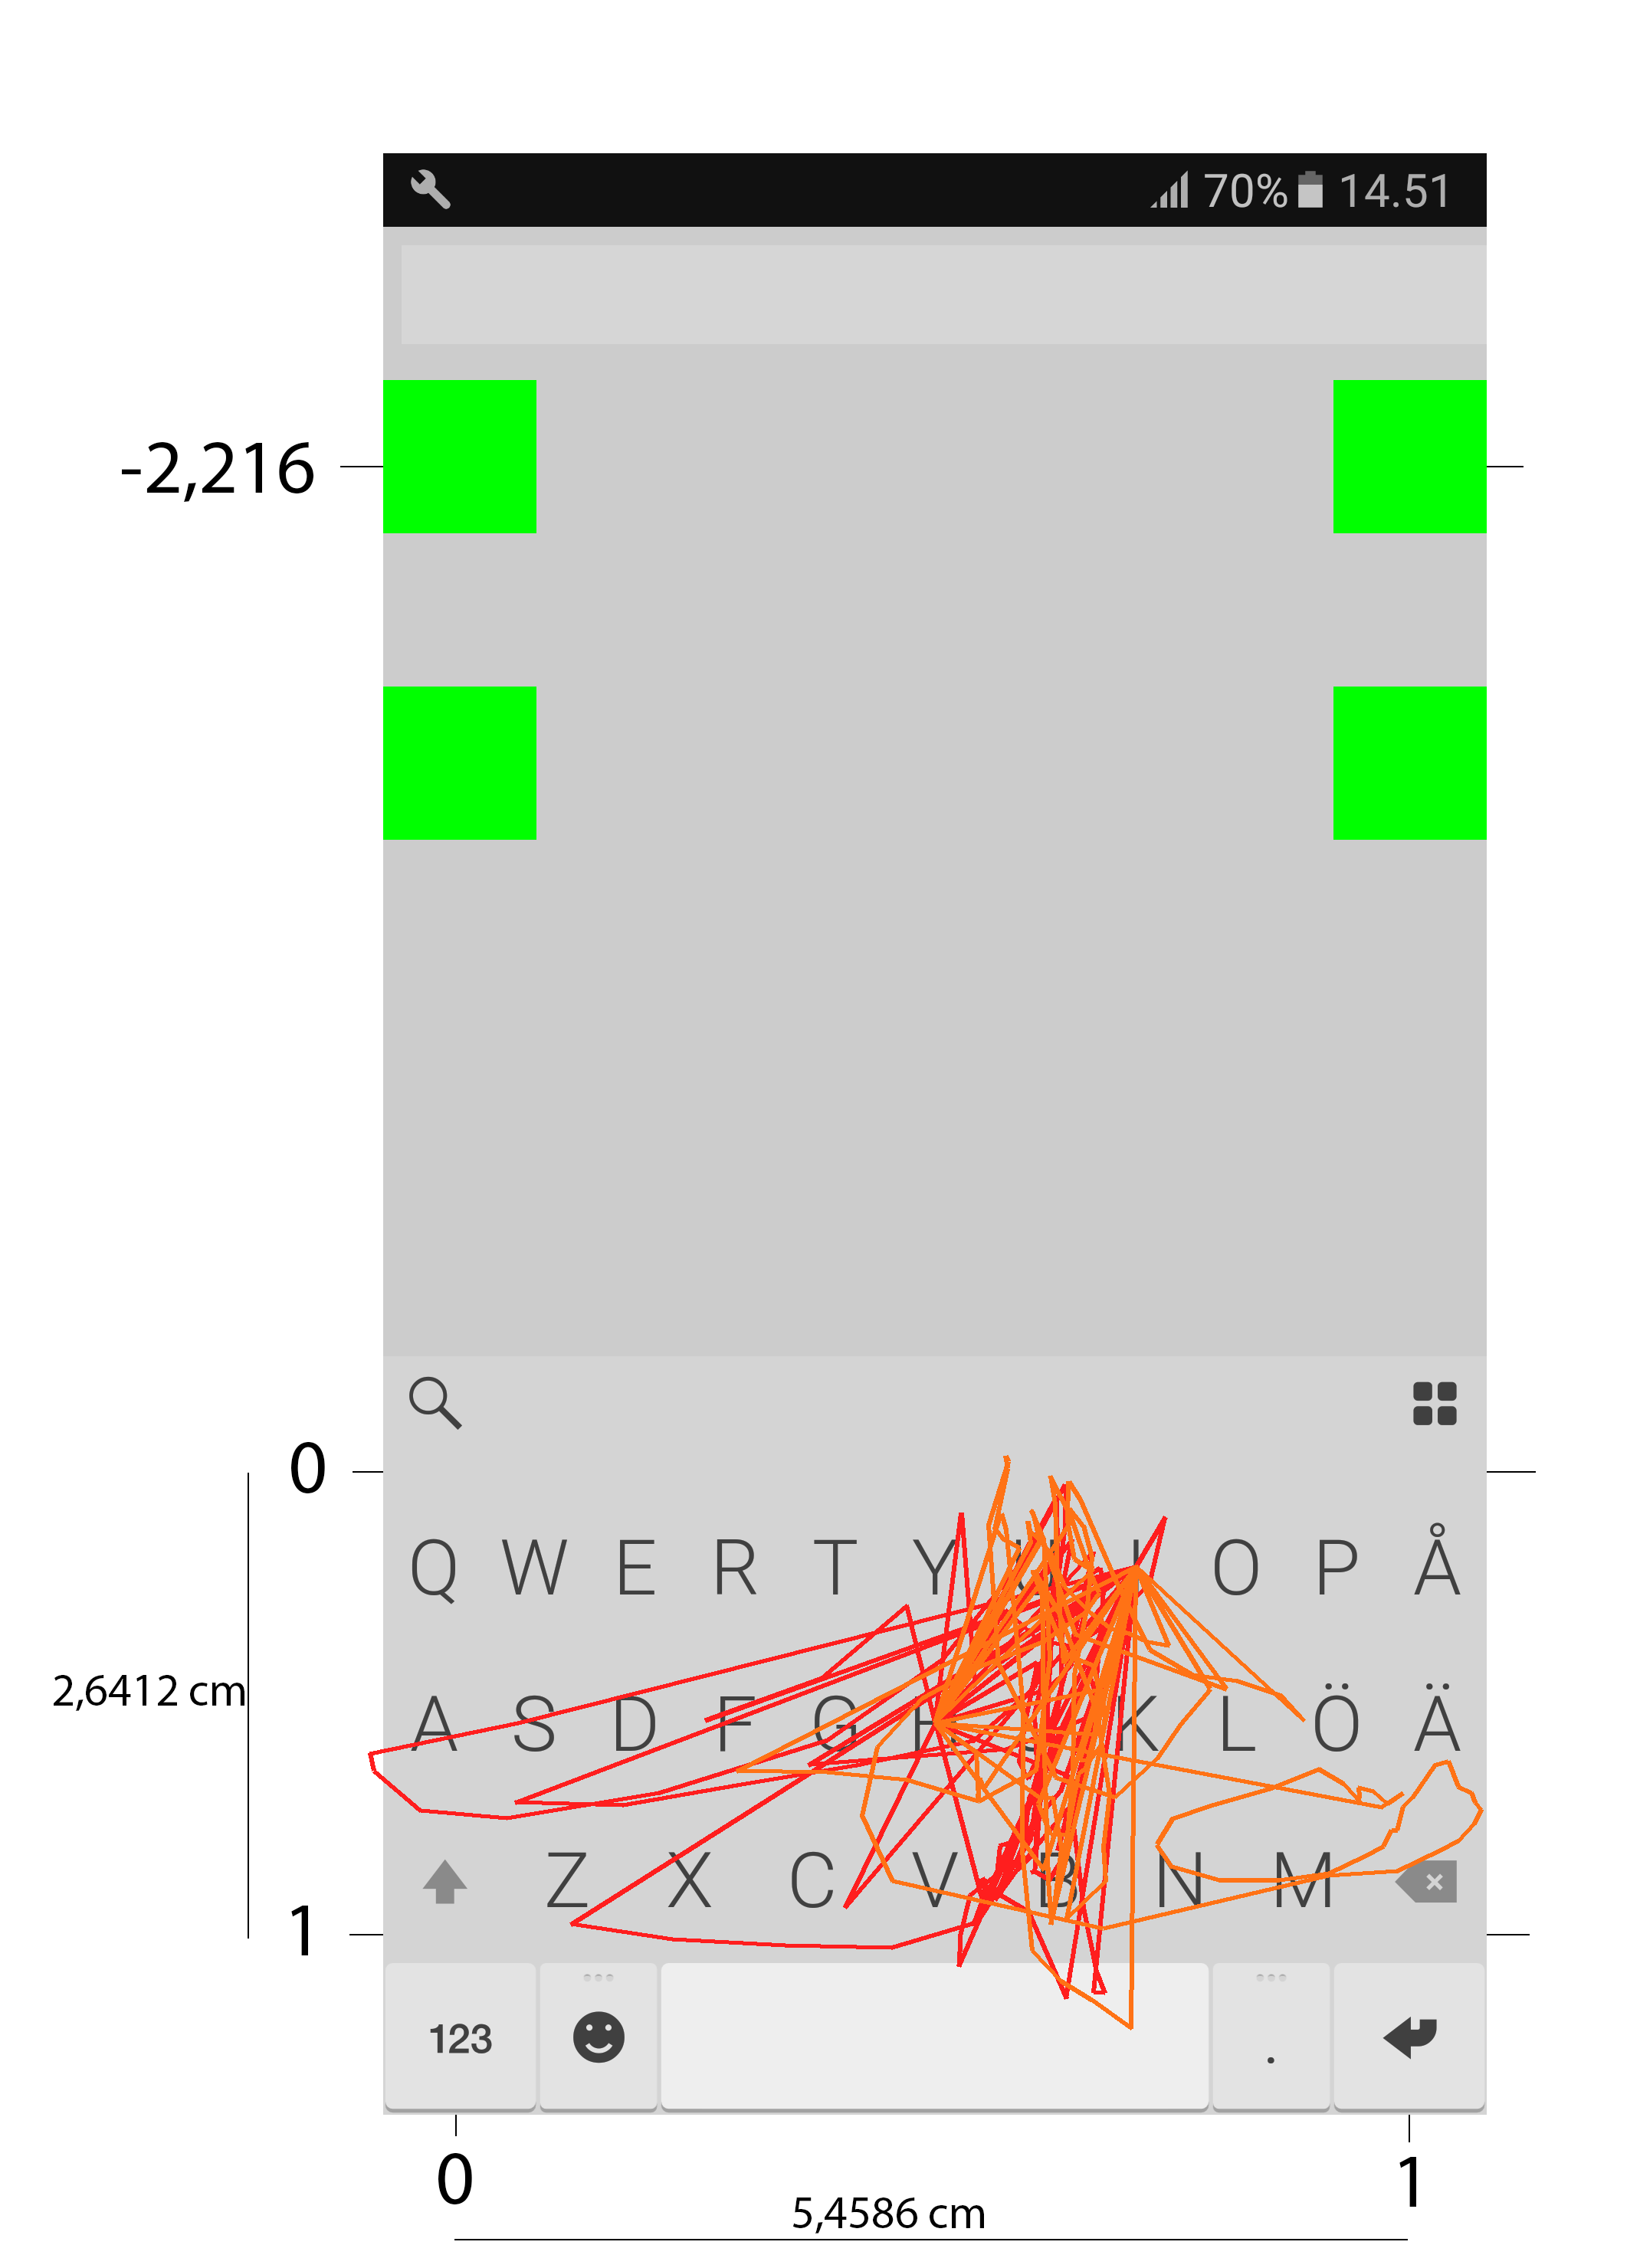 70% 14.51
-2,216
0
Q W E R T Y U I O P Å
2,6412 cm
A S D F G H J K L Ö Ä
Z X C V B N M
1
123 .
0 1
5,4586 cm